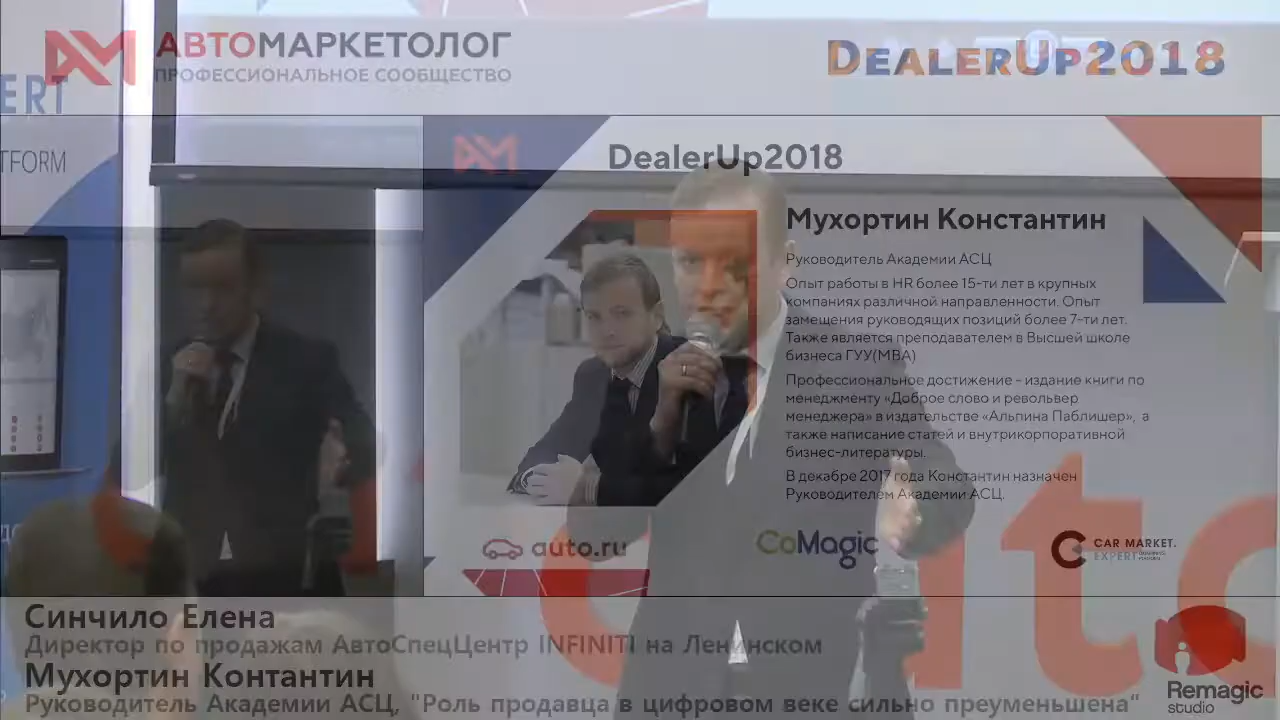 АВТОМАРКЕТОЛОГ
ПРОФЕССИОНАЛЬНОЕ СООБЩЕСТВО
DEALERUP2018
ERT
TFORM
DealerUp2018
Мухортин Константин
Руководитель Академии АСЦ
Опыт работы в HR более 15-ти лет в крупных
компаниях различной направленности. Опыт
замещения руководящих позиций более 7-ти лет.
Также является преподавателем в Высшей школе
бизнеса ГУУ(MBA)
Профессиональное достижение - издание книги по
менеджменту «Доброе слово и револьвер
менеджера» в издательстве «Альпина Паблишер», а
также написание статей и внутрикорпоративной
бизнес-литературы.
В декабре 2017 года Константин назначен
Руководителем Академии АСЦ.
auto.ru
CoMagic
CAR MARKET.
EXPERT
Синчило Елена
Директор по продажам АвтоСпецЦентр INFINITI на Ленинском
Мухортин Контантин
Руководитель Академии АСЦ, "Роль продавца в цифровом веке сильно преуменьшена"
Remagic
studio